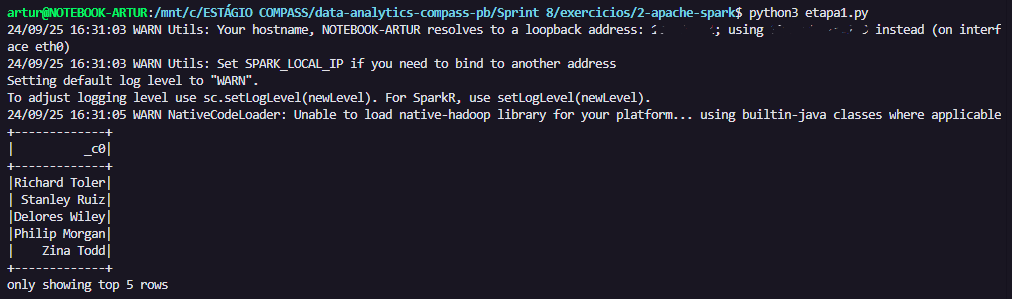 artur@NOTEBOOK-ARTUR:/mnt/c/ESTÁGIO COMPASS/data-analytics-compass-pb/Sprint 8/exercicios/2-apache-spark$ python3 etapa1.py
24/09/25 16:31:03 WARN Utils: Your hostname, NOTEBOOK-ARTUR resolves to a loopback address: ; using instead (on interf
ace eth0)
24/09/25 16:31:03 WARN Utils: Set SPARK_LOCAL_IP if you need to bind to another address
Setting default log level to "WARN".
To adjust logging level use sc.setLogLevel(newLevel). For SparkR, use setLogLevel(newLevel).
24/09/25 16:31:05 WARN NativeCodeLoader: Unable to load native-hadoop library for your platform... using builtin-java classes where applicable
+-------------+
|          _c0|
+-------------+
|Richard Toler|
| Stanley Ruiz|
|Delores Wiley|
|Philip Morgan|
|    Zina Todd|
+-------------+
only showing top 5 rows